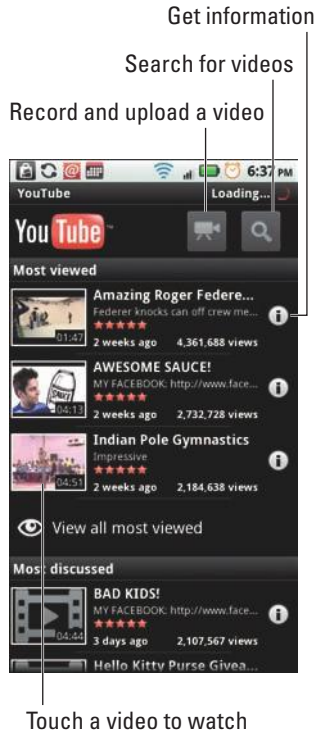 Get information
Search for videos
Record and upload a video
6:37 PM
YouTube Loading...
You Tube
Most viewed
Amazing Roger Federe...
Federer knocks can off crew me...
01:47
2 weeks ago 4,361,688 views
AWESOME SAUCE!
MY FACEBOOK: http://www.face...
04:13
2 weeks ago 2,732,728 views
Indian Pole Gymnastics
Impressive
04:51
2 weeks ago 2,184,638 views
View all most viewed
Most discussed
BAD KIDS!
MY FACEBOOK: http://www.face...
04:44
3 days ago 2,107,567 views
Hello Kitty Purse Givea...
Touch a video to watch